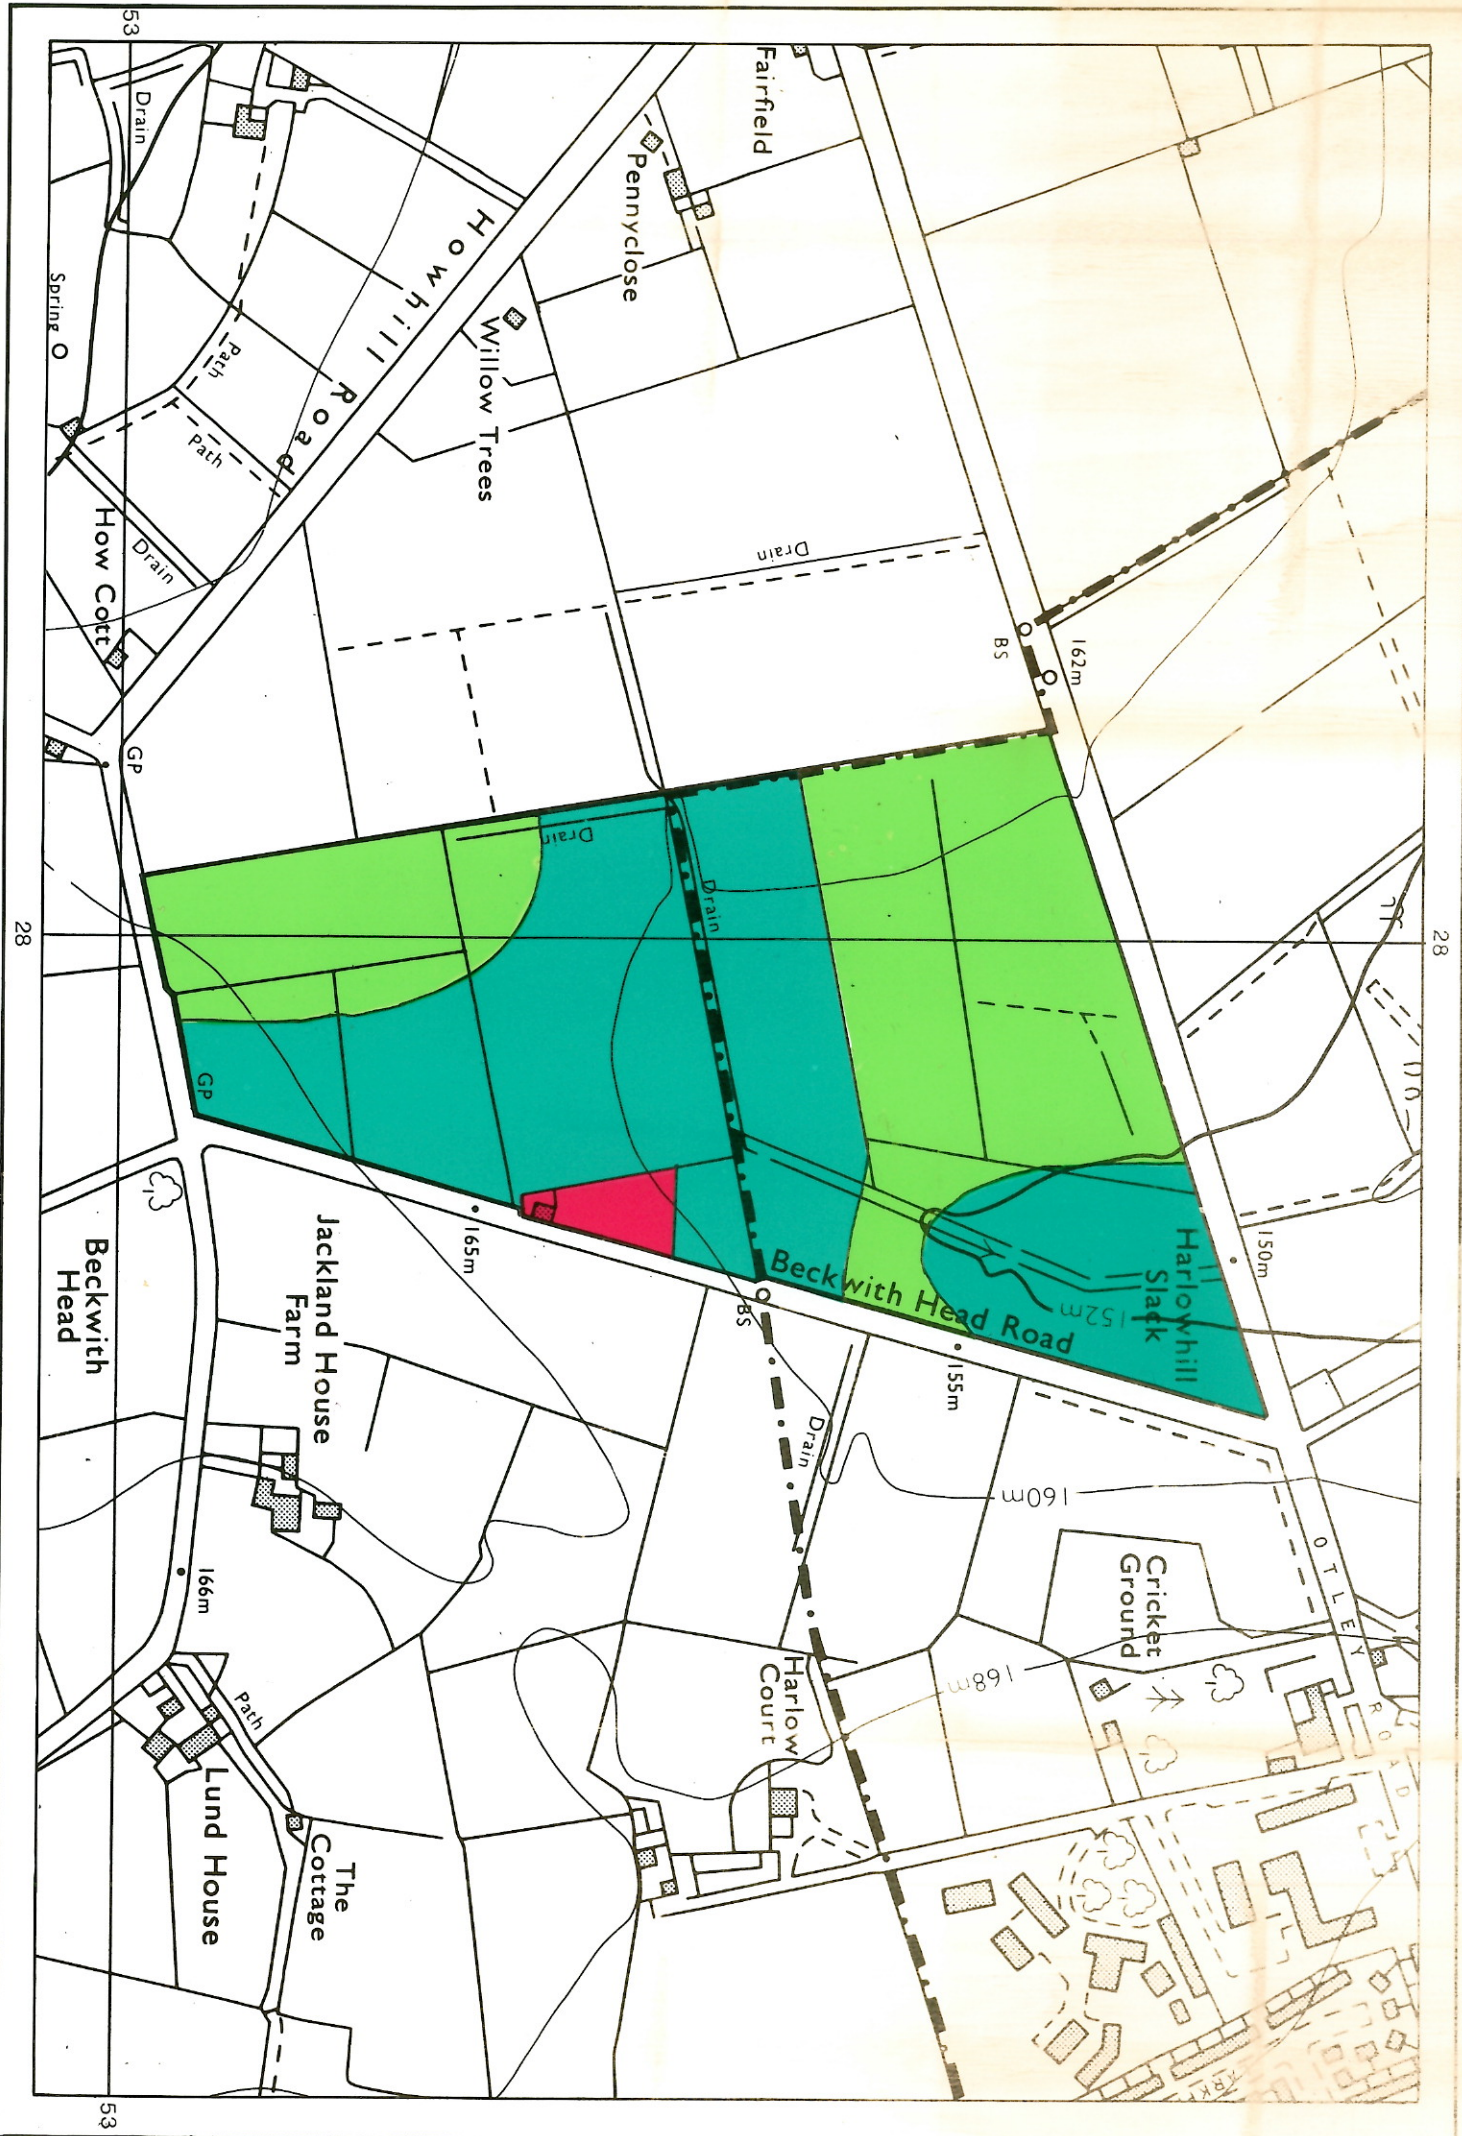 53
Drain
Fairfield
Pennyclose
Howhill Road
Willow Trees
Spring
Path
Path
Drain
How Cott
Drain
BS
162m
GP
Drain
Drain
28
28
GP
Beckwith Head Road
Harlowhill
Slack
152m
150m
155m
165m
BS
Beckwith
Head
Jackland House
Farm
Drain
160m
Cricket
Ground
OTLEY ROAD
166m
168m
Harlow
Court
Path
Lund House
The
Cottage
53